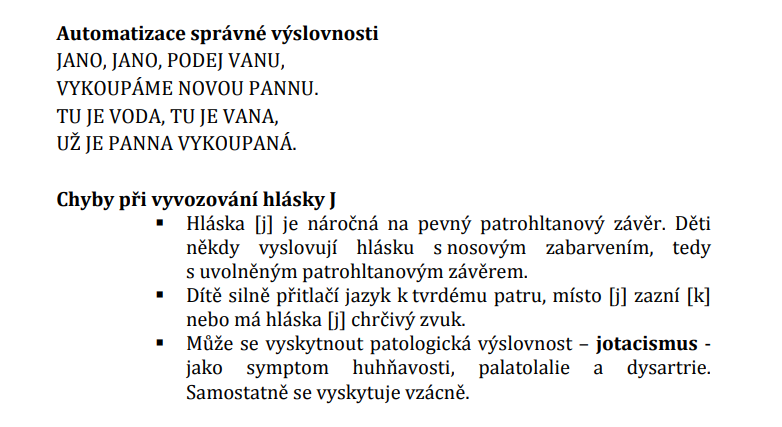 Automatizace správné výslovnosti
JANO, JANO, PODEJ VANU,
VYKOUPÁME NOVOU PANNU.
TU JE VODA, TU JE VANA,
UŽ JE PANNA VYKOUPANÁ.
Chyby při vyvozování hlásky J
▪ Hláska [j] je náročná na pevný patrohltanový závěr. Děti
někdy vyslovují hlásku s nosovým zabarvením, tedy
s uvolněným patrohltanovým závěrem.
▪ Dítě silně přitlačí jazyk k tvrdému patru, místo [j] zazní [k]
nebo má hláska [j] chrčivý zvuk.
▪ Může se vyskytnout patologická výslovnost – jotacismus -
jako symptom huhňavosti, palatolalie a dysartrie.
Samostatně se vyskytuje vzácně.